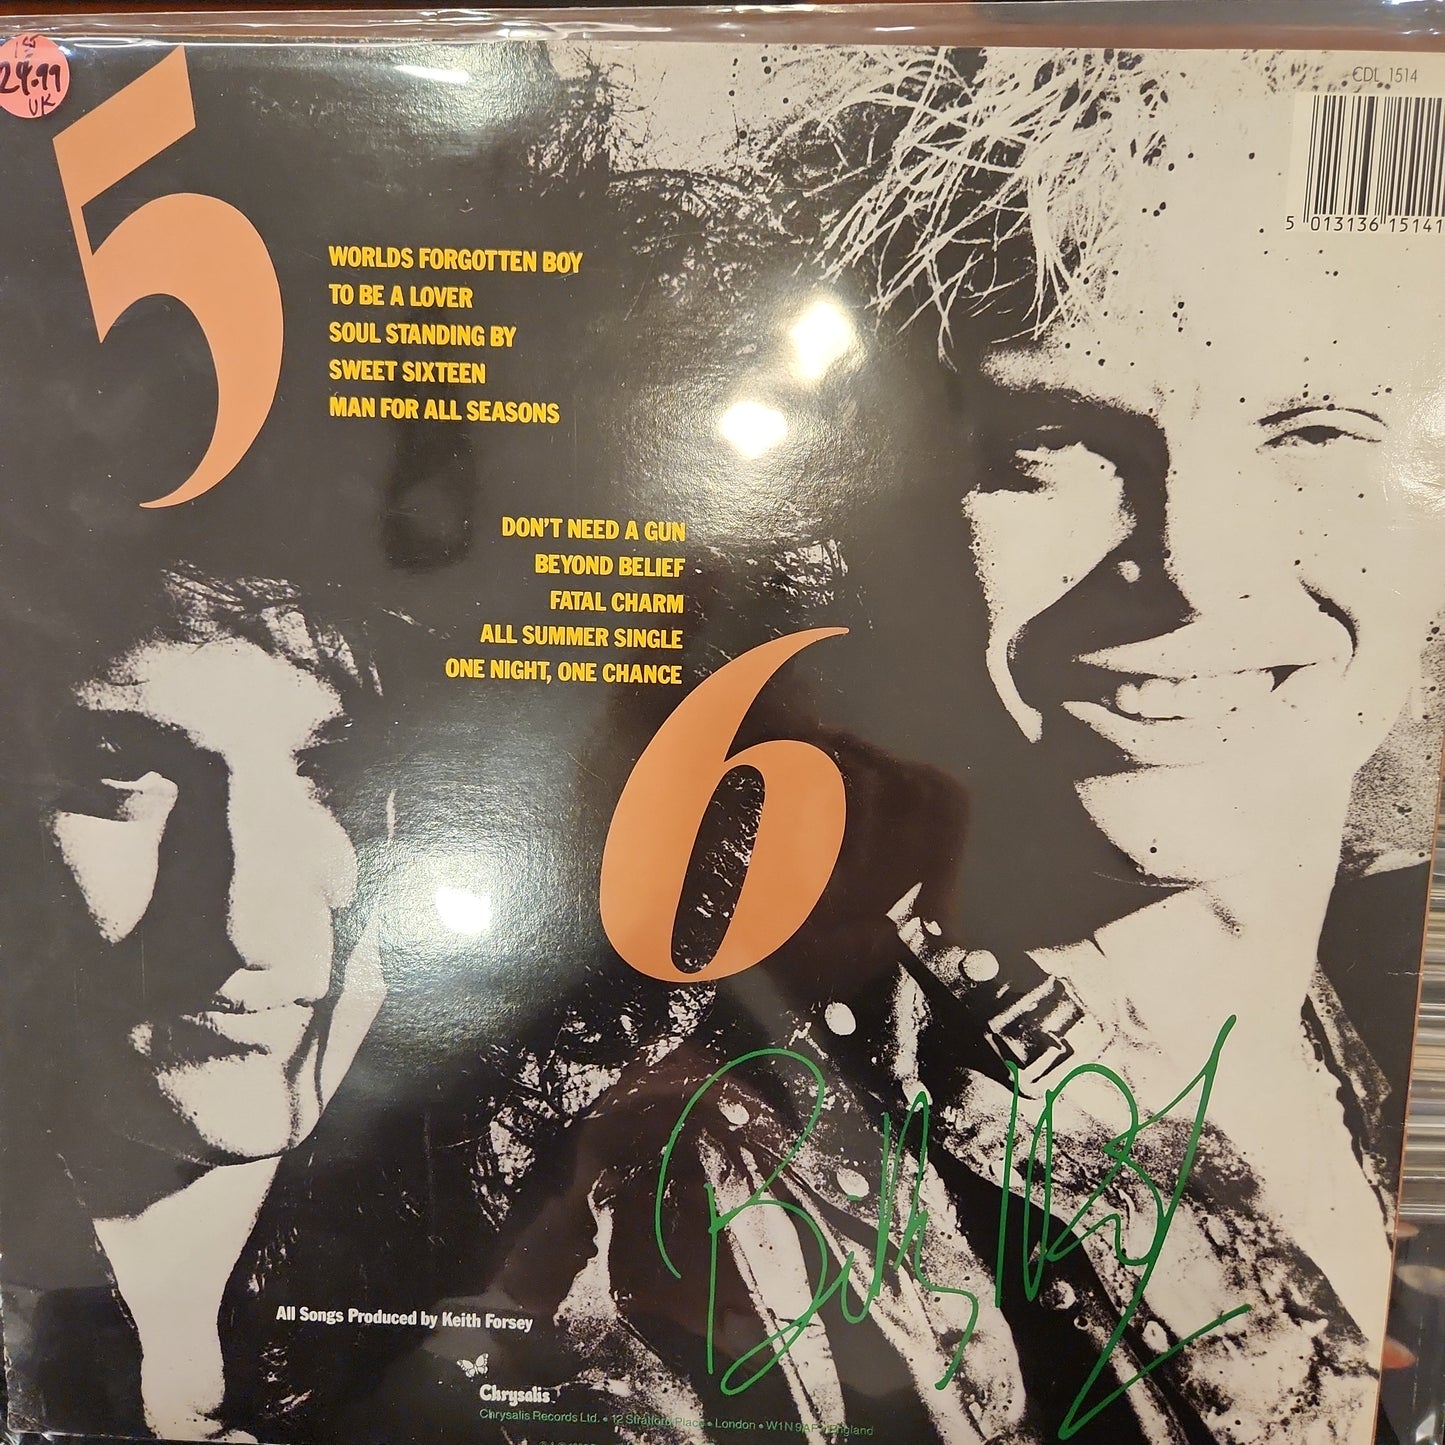 1st
24.99
UK
CDL 1514
5 013136 15141
5
WORLDS FORGOTTEN BOY
TO BE A LOVER
SOUL STANDING BY
SWEET SIXTEEN
MAN FOR ALL SEASONS
DON'T NEED A GUN
BEYOND BELIEF
FATAL CHARM
ALL SUMMER SINGLE
ONE NIGHT, ONE CHANCE
6
Billy Idol
All Songs Produced by Keith Forsey
Chrysalis
Chrysalis Records Ltd. • 12 Stratford Place • London • W1N 9AF • England